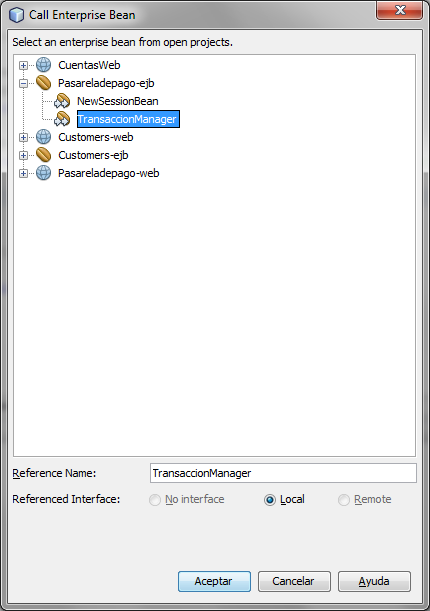 Call Enterprise Bean
Select an enterprise bean from open projects.
CuentasWeb
Pasareladepago-ejb
NewSessionBean
TransaccionManager
Customers-web
Customers-ejb
Pasareladepago-web
Reference Name: TransaccionManager
Referenced Interface: No interface Local Remote
Aceptar Cancelar Ayuda